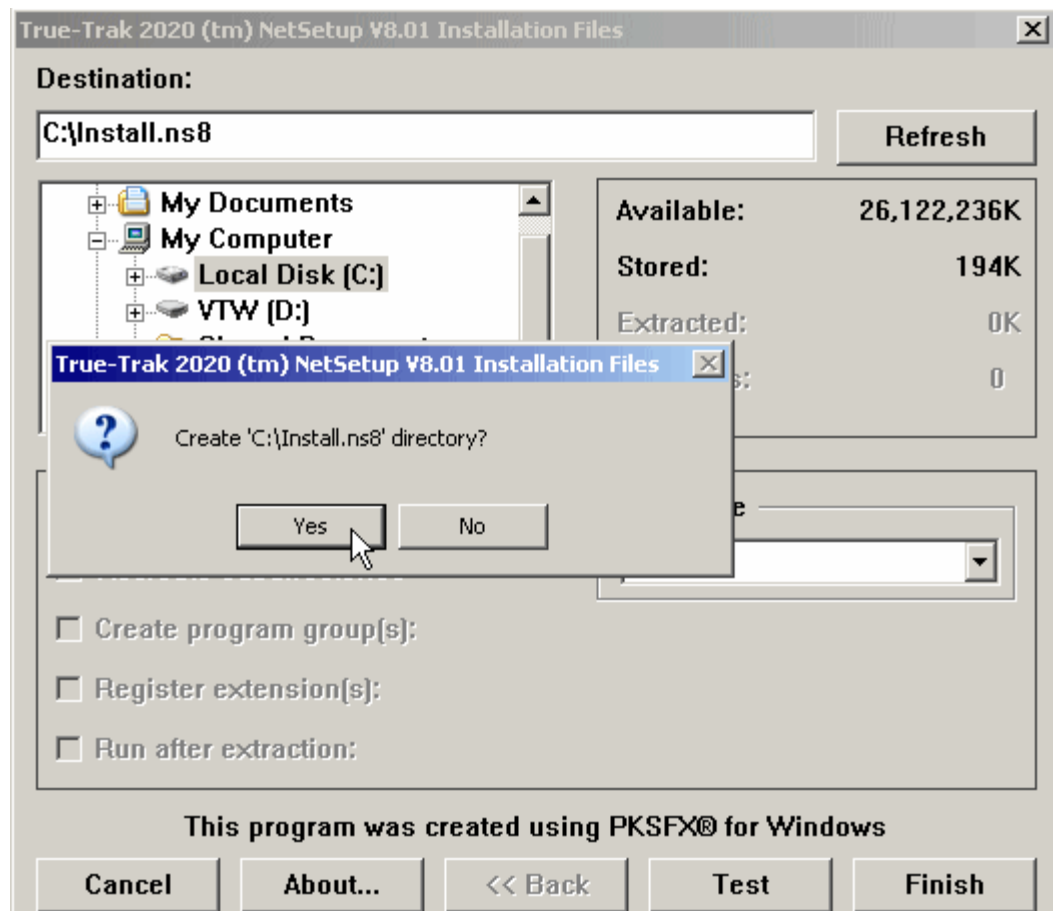 True-Trak 2020 (tm) NetSetup V8.01 Installation Files
Destination:
C:\Install.ns8
Refresh
My Documents
My Computer
Local Disk (C:)
VTW (D:)
Available: 26,122,236K
Stored: 194K
Extracted: 0K
0
True-Trak 2020 (tm) NetSetup V8.01 Installation Files
Create 'C:\Install.ns8' directory?
Yes
No
Create program group(s):
Register extension(s):
Run after extraction:
This program was created using PKSFX® for Windows
Cancel
About...
<< Back
Test
Finish